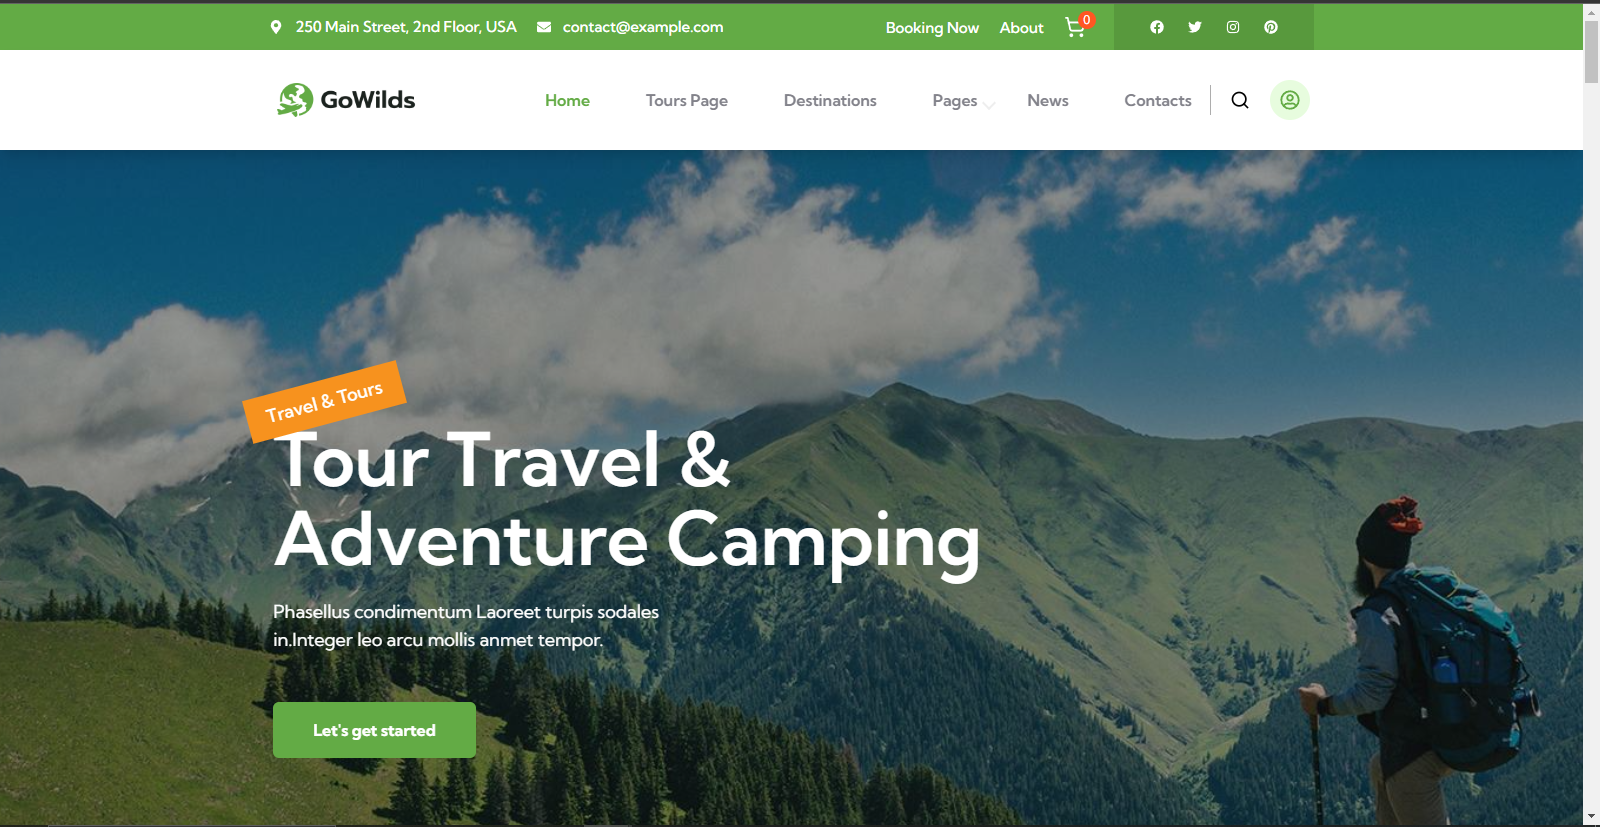 250 Main Street, 2nd Floor, USA
contact@example.com
Booking Now
About
0
GoWilds
Home
Tours Page
Destinations
Pages
News
Contacts
Travel & Tours
Tour Travel &
Adventure Camping
Phasellus condimentum Laoreet turpis sodales
in.Integer leo arcu mollis anmet tempor.
Let's get started